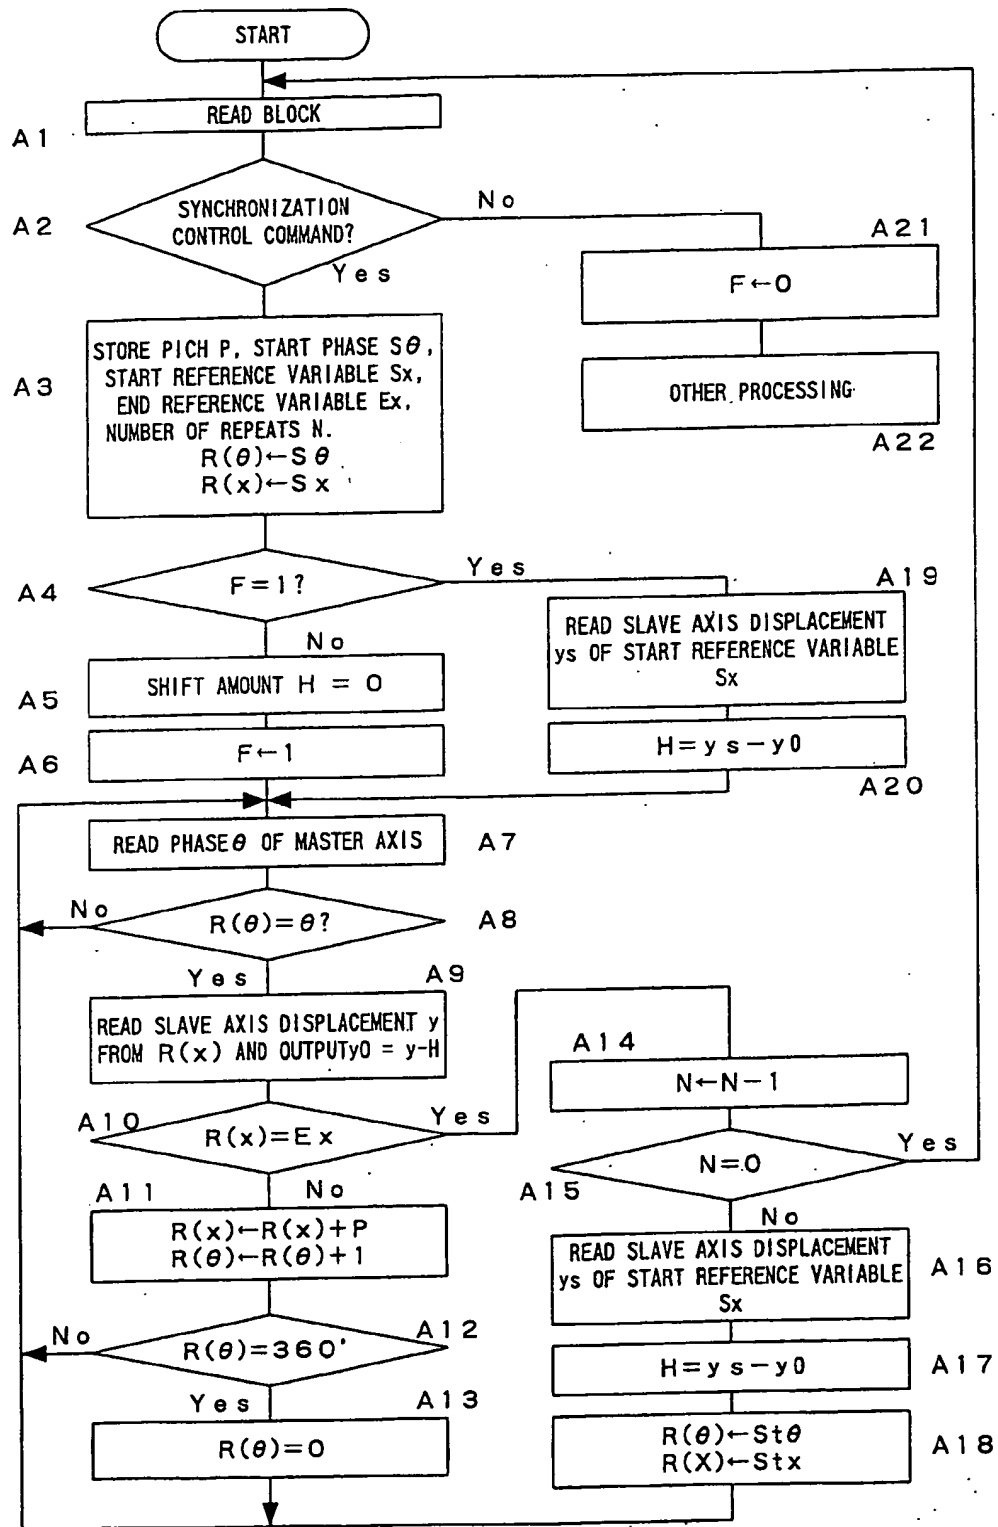 START
READ BLOCK
A1
SYNCHRONIZATION
CONTROL COMMAND?
A2
No
Yes
A21
F←0
OTHER PROCESSING
A22
STORE PICH P, START PHASE Sθ,
START REFERENCE VARIABLE Sx,
END REFERENCE VARIABLE Ex,
NUMBER OF REPEATS N.
R(θ)←Sθ
R(x)←Sx
A3
F=1?
A4
Yes
No
A19
READ SLAVE AXIS DISPLACEMENT
ys OF START REFERENCE VARIABLE
Sx
SHIFT AMOUNT H = 0
A5
F←1
A6
H=ys-y0
A20
READ PHASE θ OF MASTER AXIS
A7
No
R(θ)=θ?
A8
Yes
A9
READ SLAVE AXIS DISPLACEMENT y
FROM R(x) AND OUTPUTy0 = y-H
A10
R(x)=Ex
Yes
No
A11
R(x)←R(x)+P
R(θ)←R(θ)+1
No
R(θ)=360°
A12
Yes
A13
R(θ)=0
A14
N←N-1
N=0
Yes
A15
No
READ SLAVE AXIS DISPLACEMENT
ys OF START REFERENCE VARIABLE
Sx
A16
H=ys-y0
A17
R(θ)←Stθ
R(X)←Stx
A18